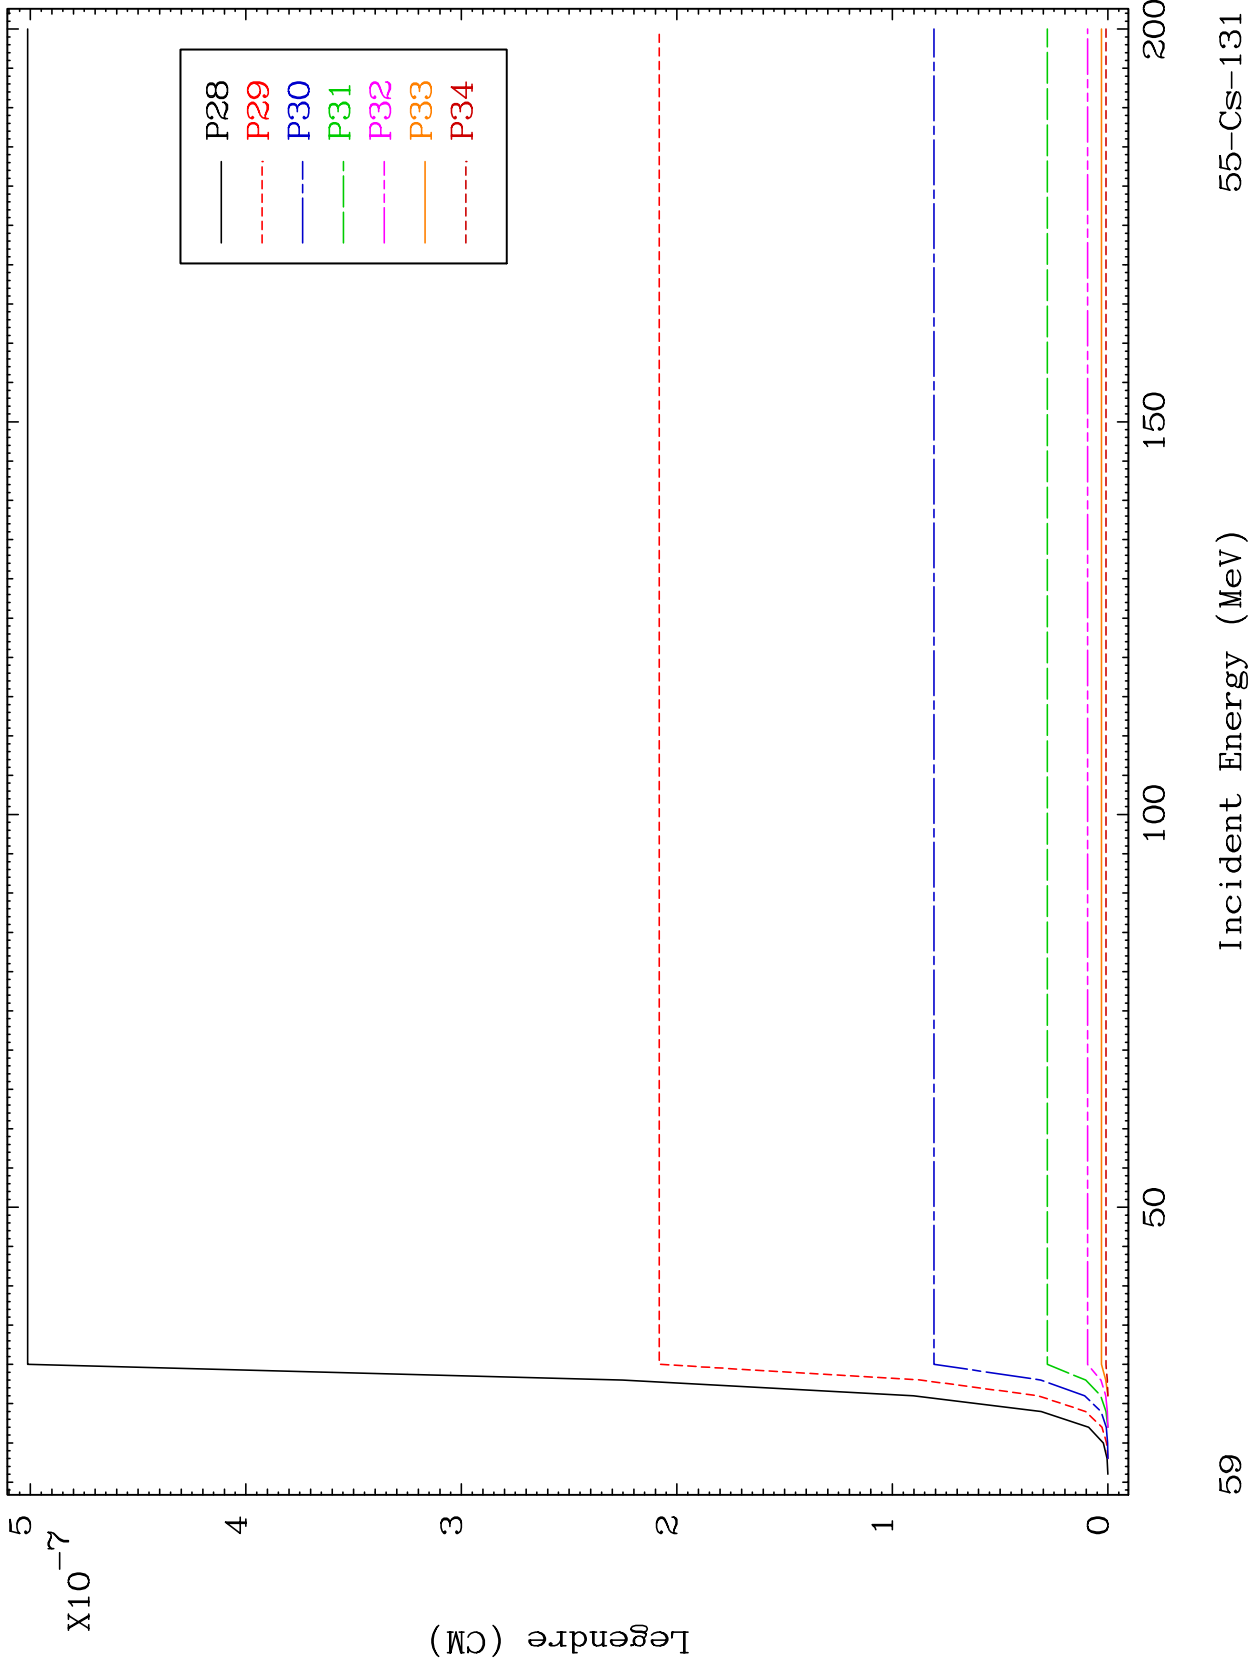 X10^-7
5
4
3
2
1
0
Legendre (CM)
P28
P29
P30
P31
P32
P33
P34
50
100
150
200
Incident Energy (MeV)
59
55-Cs-131